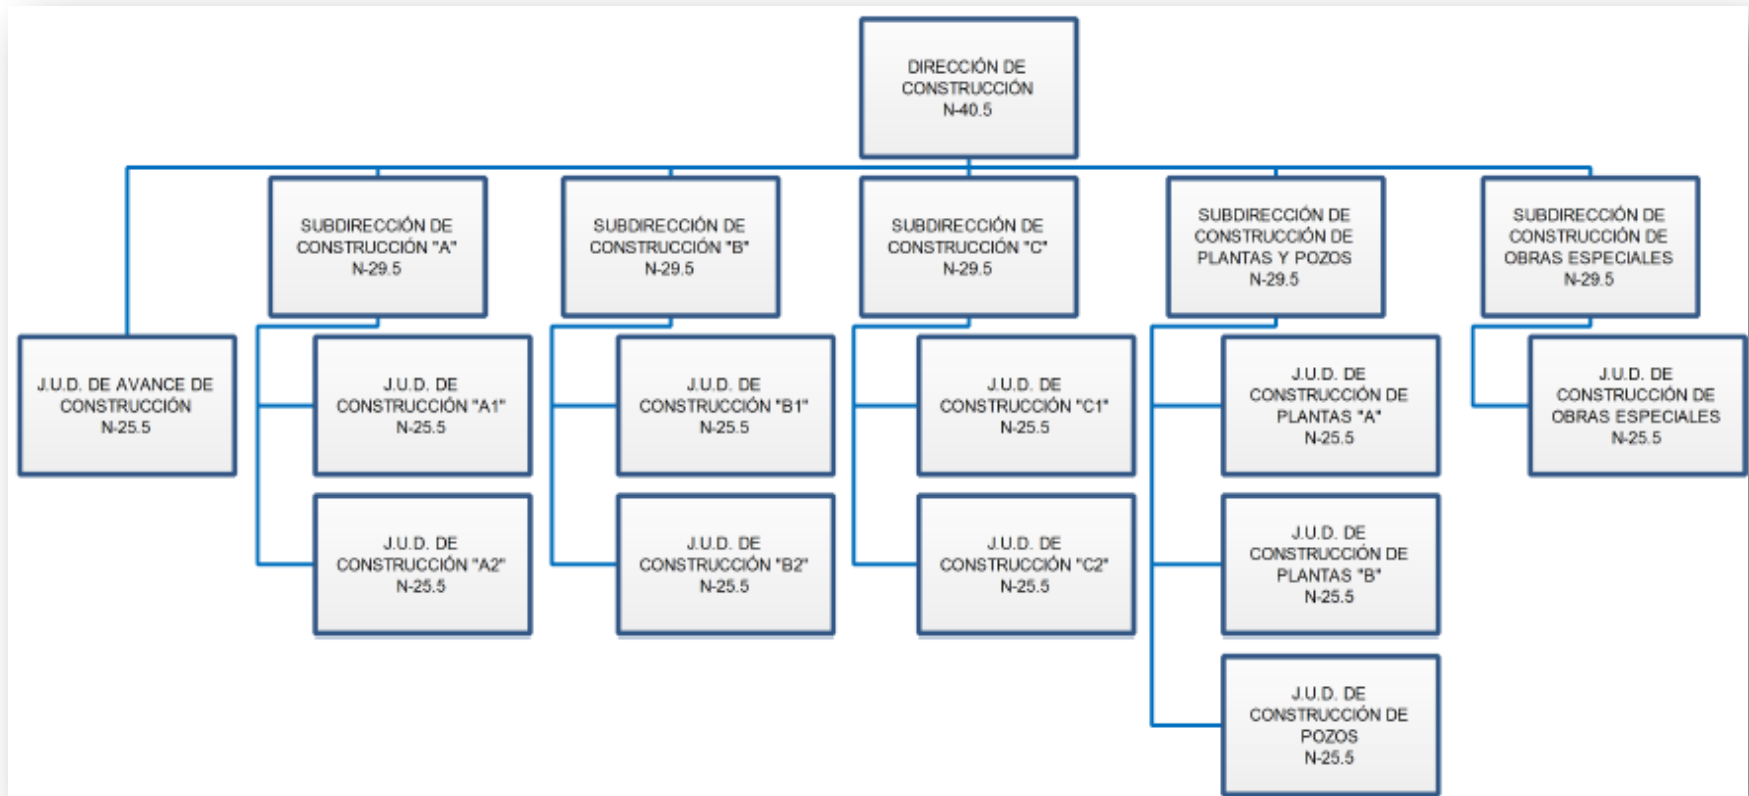 DIRECCIÓN DE
CONSTRUCCIÓN
N-40.5
SUBDIRECCIÓN DE
CONSTRUCCIÓN "A"
N-29.5
SUBDIRECCIÓN DE
CONSTRUCCIÓN "B"
N-29.5
SUBDIRECCIÓN DE
CONSTRUCCIÓN "C"
N-29.5
SUBDIRECCIÓN DE
CONSTRUCCIÓN DE
PLANTAS Y POZOS
N-29.5
SUBDIRECCIÓN DE
CONSTRUCCIÓN DE
OBRAS ESPECIALES
N-29.5
J.U.D. DE AVANCE DE
CONSTRUCCIÓN
N-25.5
J.U.D. DE
CONSTRUCCIÓN "A1"
N-25.5
J.U.D. DE
CONSTRUCCIÓN "B1"
N-25.5
J.U.D. DE
CONSTRUCCIÓN "C1"
N-25.5
J.U.D. DE
CONSTRUCCIÓN DE
PLANTAS "A"
N-25.5
J.U.D. DE
CONSTRUCCIÓN DE
OBRAS ESPECIALES
N-25.5
J.U.D. DE
CONSTRUCCIÓN "A2"
N-25.5
J.U.D. DE
CONSTRUCCIÓN "B2"
N-25.5
J.U.D. DE
CONSTRUCCIÓN "C2"
N-25.5
J.U.D. DE
CONSTRUCCIÓN DE
PLANTAS "B"
N-25.5
J.U.D. DE
CONSTRUCCIÓN DE
POZOS
N-25.5